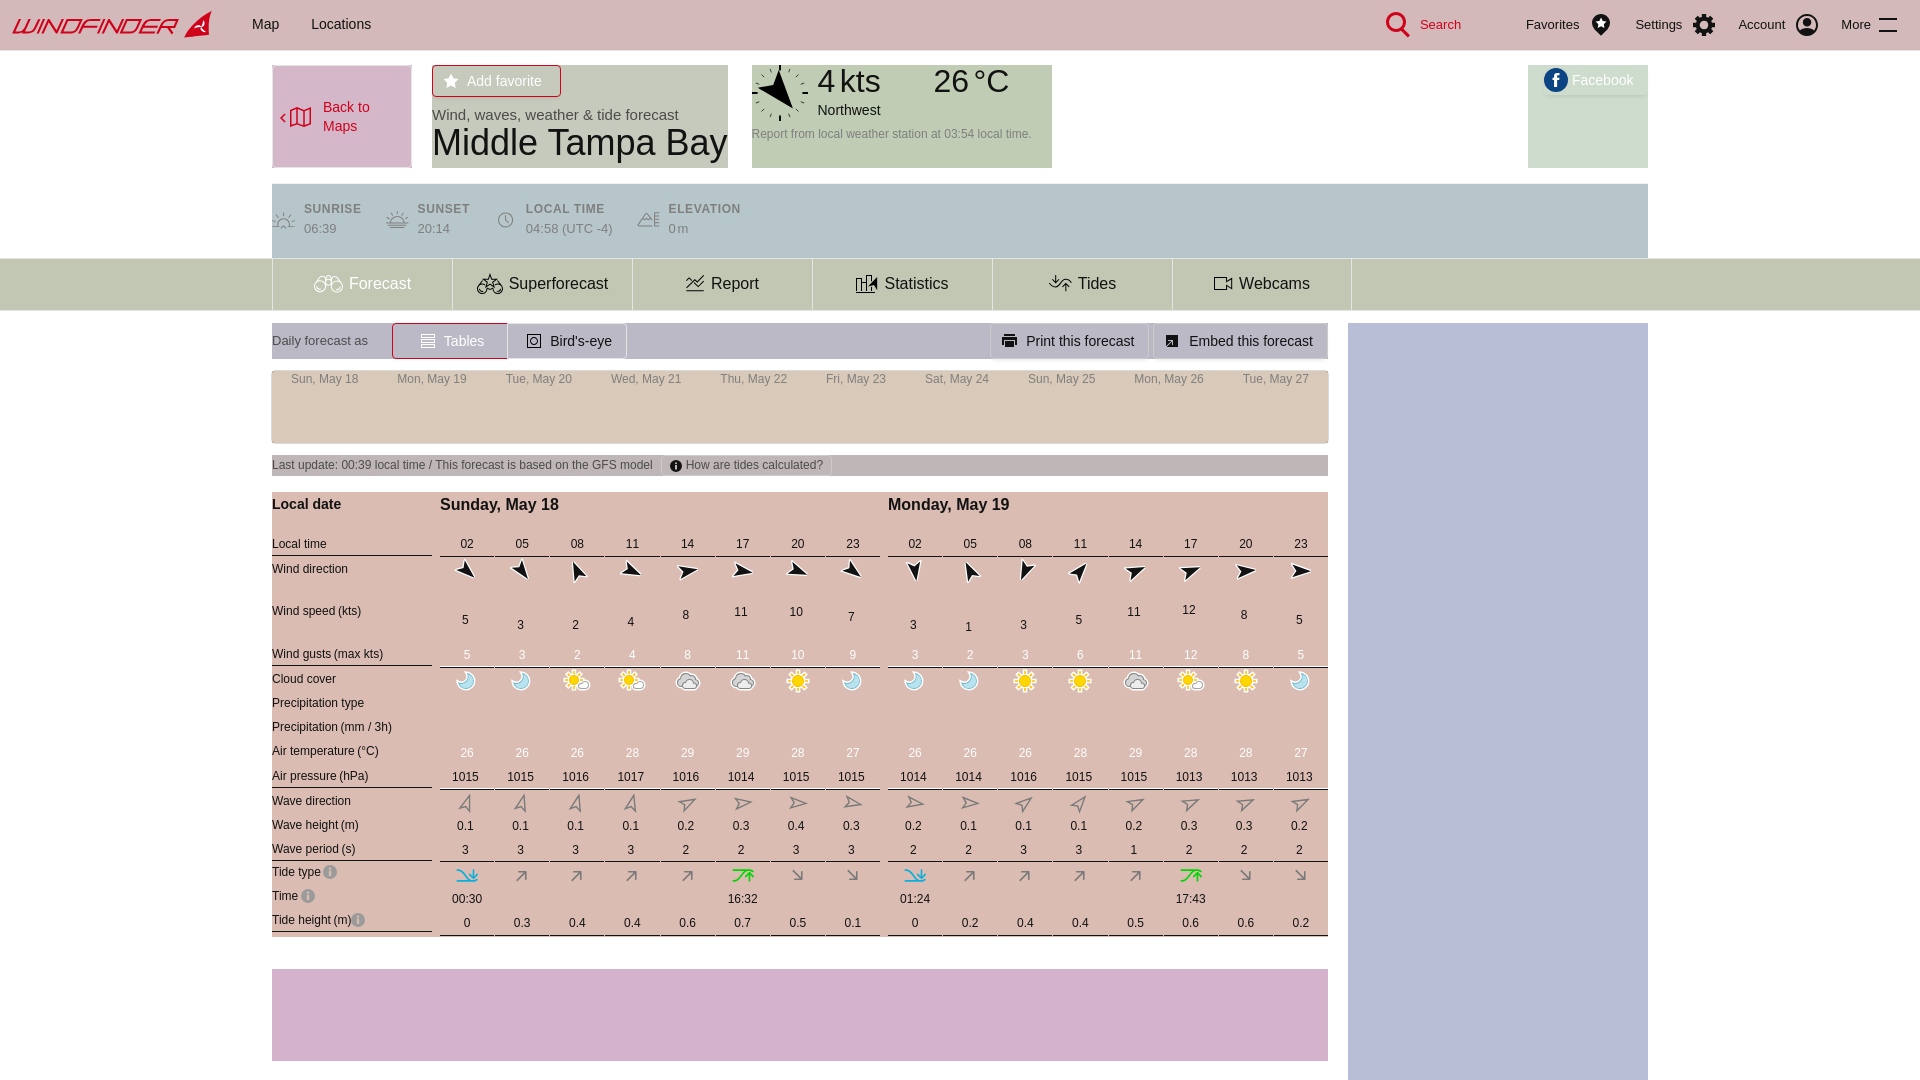 WINDFINDER Map Locations Search Favorites Settings Account More
Back to
Maps
Add favorite
Wind, waves, weather & tide forecast
Middle Tampa Bay
4 kts 26 °C
Northwest
Report from local weather station at 03:54 local time.
Facebook
SUNRISE SUNSET LOCAL TIME ELEVATION
06:39 20:14 04:58 (UTC -4) 0 m
Forecast Superforecast Report Statistics Tides Webcams
Daily forecast as Tables Bird's-eye Print this forecast Embed this forecast
Sun, May 18 Mon, May 19 Tue, May 20 Wed, May 21 Thu, May 22 Fri, May 23 Sat, May 24 Sun, May 25 Mon, May 26 Tue, May 27
Last update: 00:39 local time / This forecast is based on the GFS model How are tides calculated?
Local date Sunday, May 18 Monday, May 19
Local time 02 05 08 11 14 17 20 23 02 05 08 11 14 17 20 23
Wind direction
Wind speed (kts) 5 3 2 4 8 11 10 7 3 1 3 5 11 12 8 5
Wind gusts (max kts) 5 3 2 4 8 11 10 9 3 2 3 6 11 12 8 5
Cloud cover
Precipitation type
Precipitation (mm / 3h)
Air temperature (°C) 26 26 26 28 29 29 28 27 26 26 26 28 29 28 28 27
Air pressure (hPa) 1015 1015 1016 1017 1016 1014 1015 1015 1014 1014 1016 1015 1015 1013 1013 1013
Wave direction
Wave height (m) 0.1 0.1 0.1 0.1 0.2 0.3 0.4 0.3 0.2 0.1 0.1 0.1 0.2 0.3 0.3 0.2
Wave period (s) 3 3 3 3 2 2 3 3 2 2 3 3 1 2 2 2
Tide type
Time 00:30 16:32 01:24 17:43
Tide height (m) 0 0.3 0.4 0.4 0.6 0.7 0.5 0.1 0 0.2 0.4 0.4 0.5 0.6 0.6 0.2